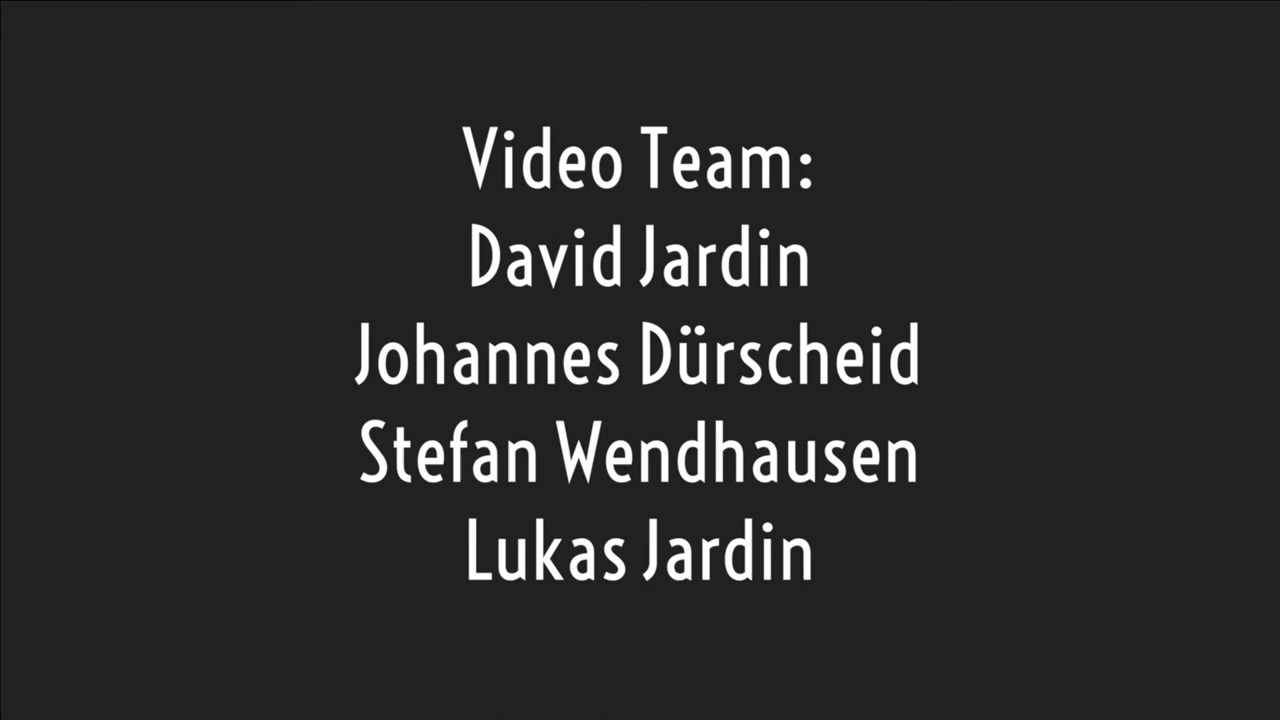 Video Team:
David Jardin
Johannes Dürscheid
Stefan Wendhausen
Lukas Jardin